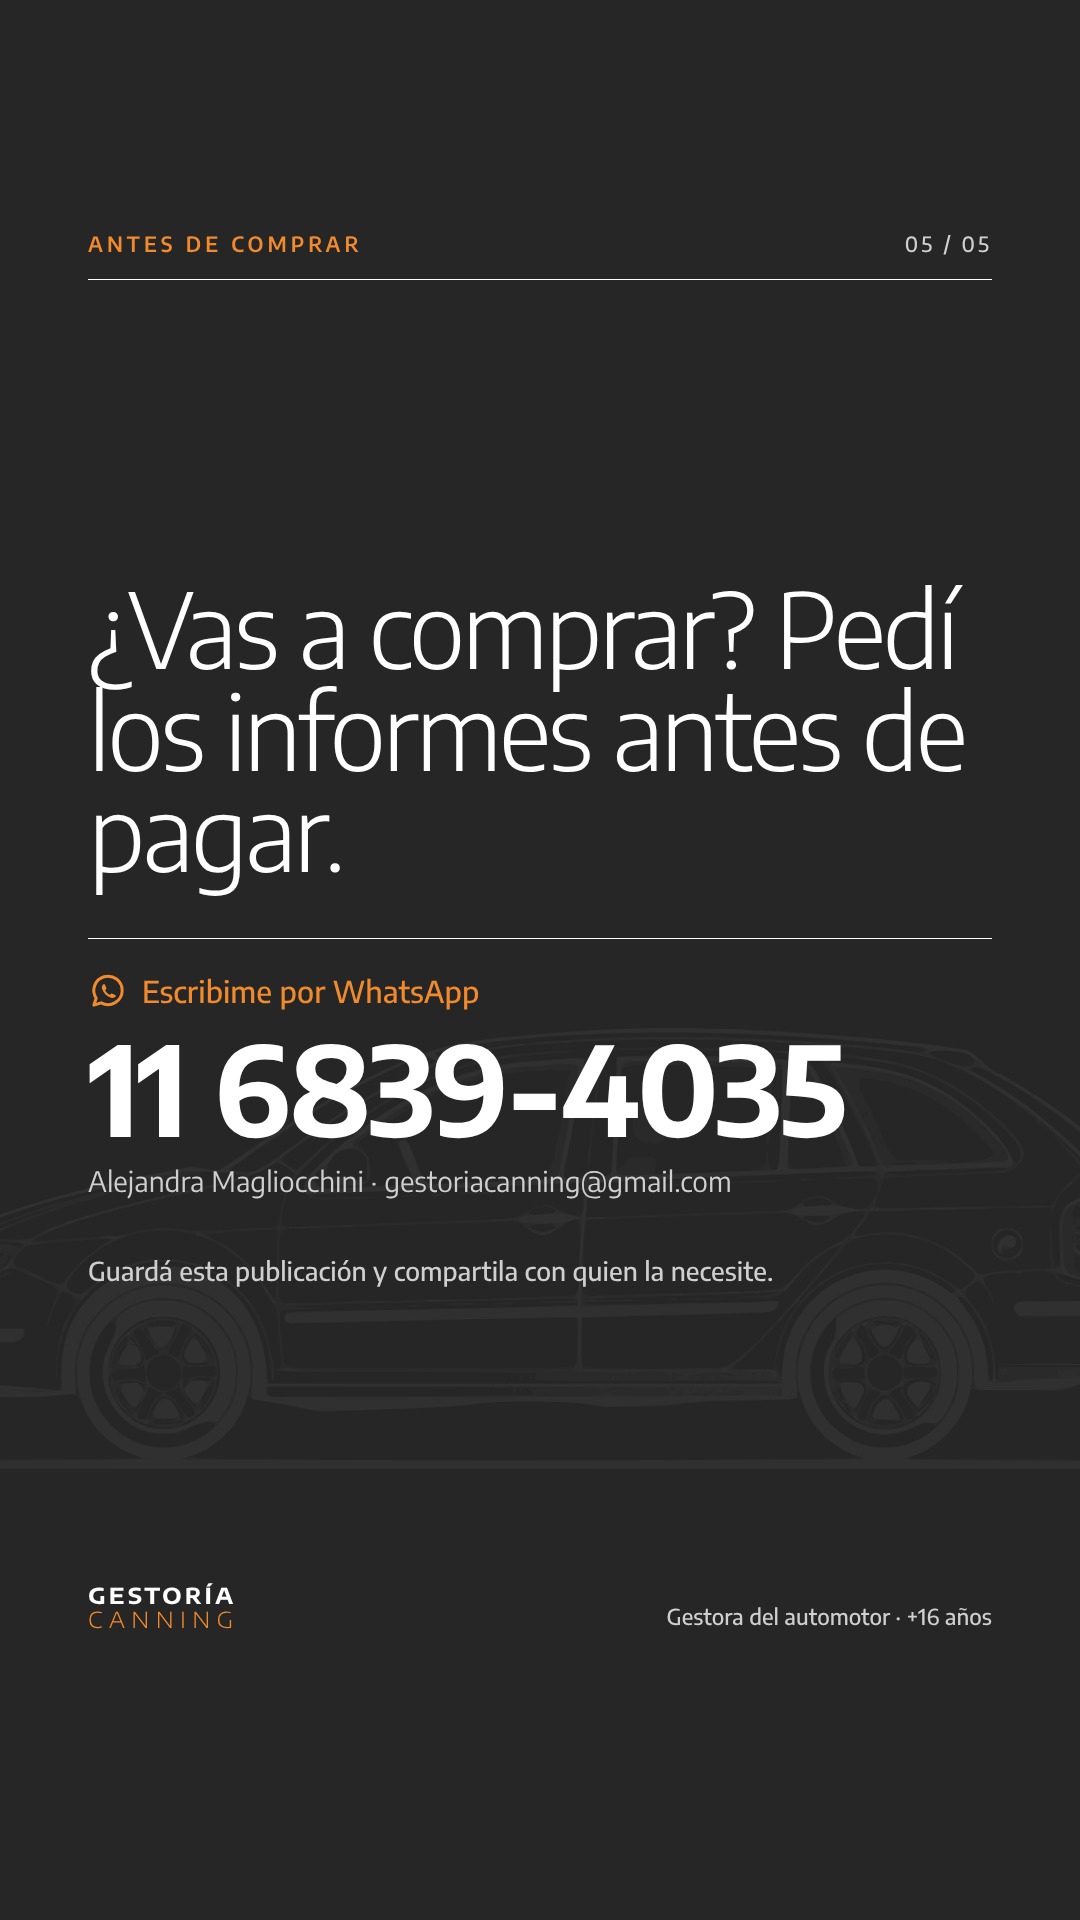 ANTES DE COMPRAR
05 / 05
¿Vas a comprar? Pedí
los informes antes de
pagar.
Escribime por WhatsApp
11 6839-4035
Alejandra Magliocchini · gestoriacanning@gmail.com
Guardá esta publicación y compartila con quien la necesite.
GESTORÍA
CANNING
Gestora del automotor · +16 años